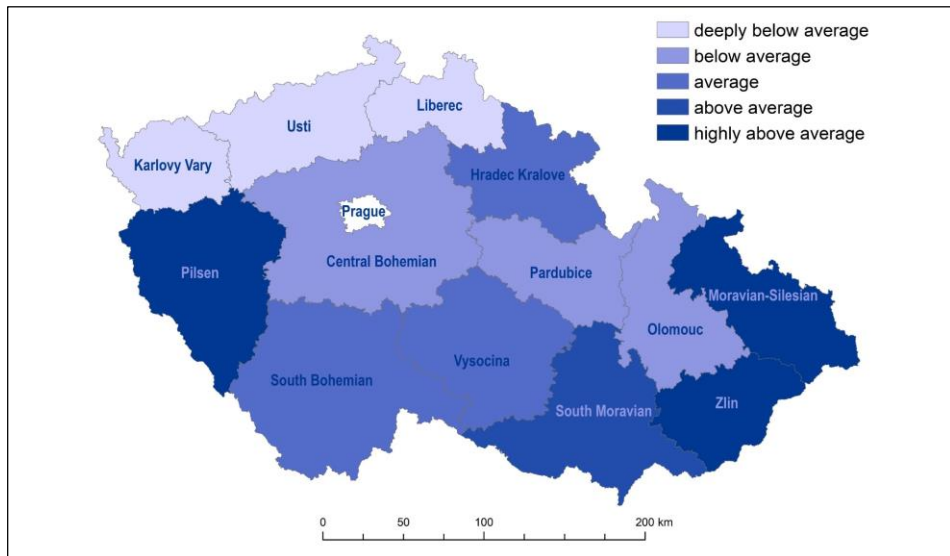 deeply below average
below average
average
above average
highly above average
Liberec
Usti
Karlovy Vary
Hradec Kralove
Prague
Central Bohemian
Pilsen
Pardubice
Moravian-Silesian
Olomouc
Vysocina
South Bohemian
Zlin
South Moravian
0 50 100 200 km